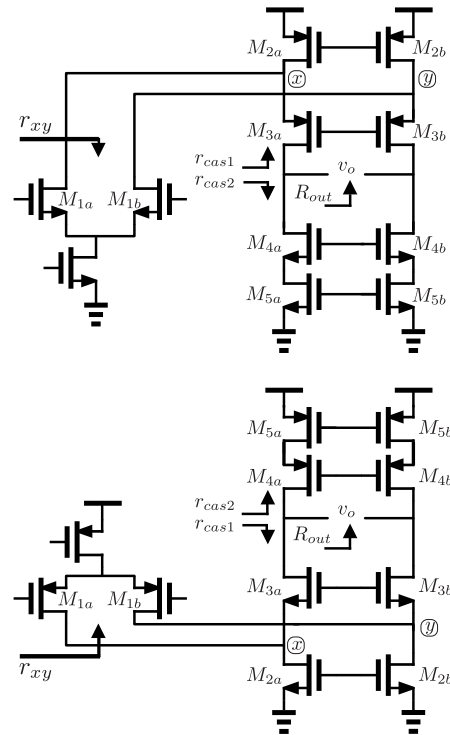 M2a M2b
x y
rxy
M3a M3b
rcas1 vo
rcas2 Rout
M1a M1b
M4a M4b
M5a M5b
M5a M5b
M4a M4b
rcas2 vo
rcas1 Rout
M1a M1b
M3a M3b
rxy x y
M2a M2b